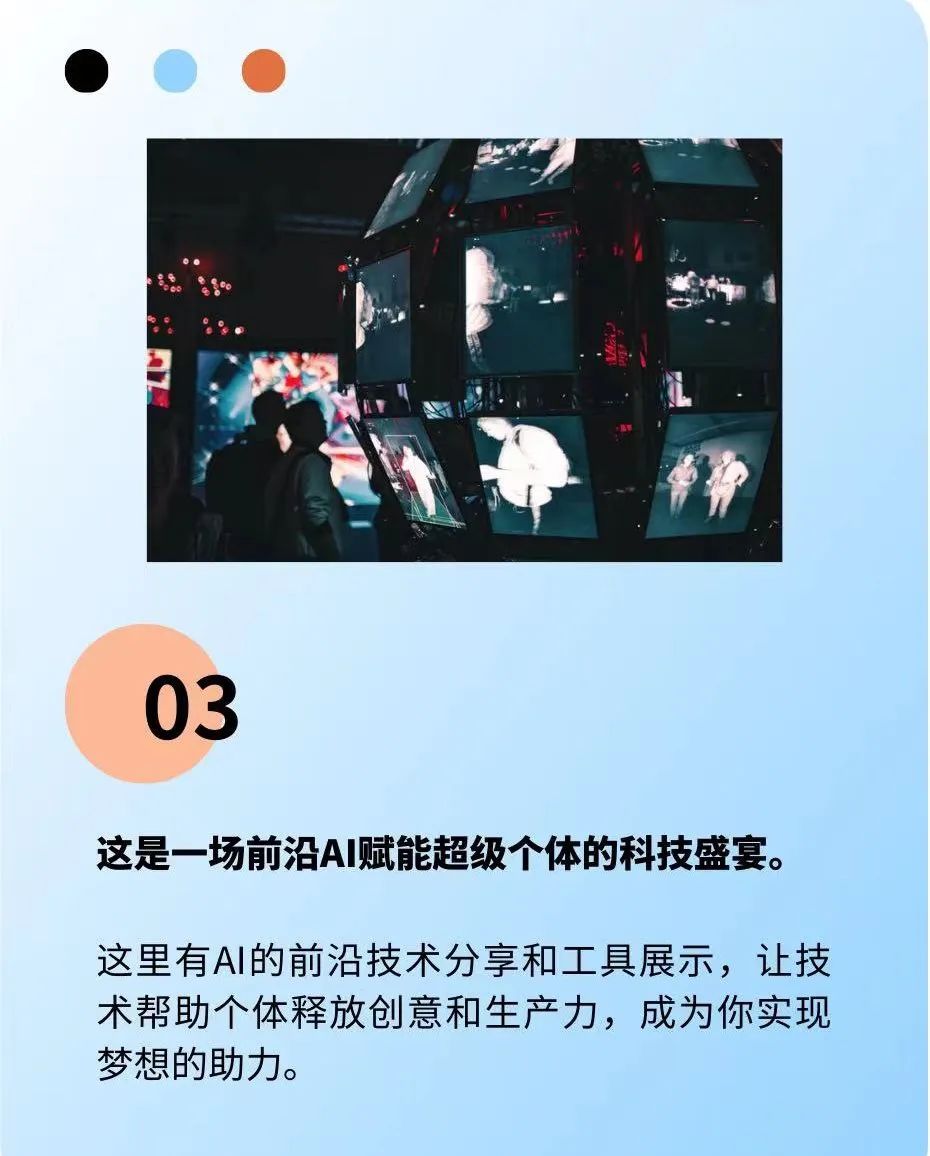 03
这是一场前沿AI赋能超级个体的科技盛宴。
这里有AI的前沿技术分享和工具展示，让技
术帮助个体释放创意和生产力，成为你实现
梦想的助力。